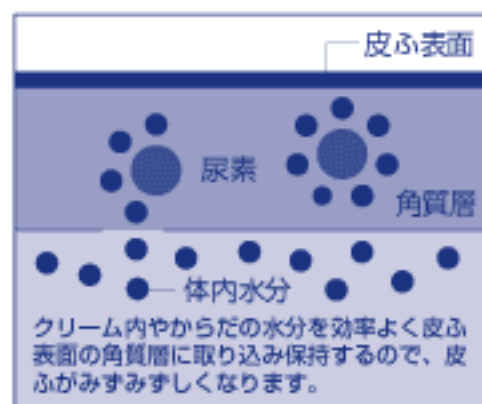 皮ふ表面
尿素
角質層
体内水分
クリーム内やからだの水分を効率よく皮ふ
表面の角質層に取り込み保持するので、皮
ふがみずみずしくなります。